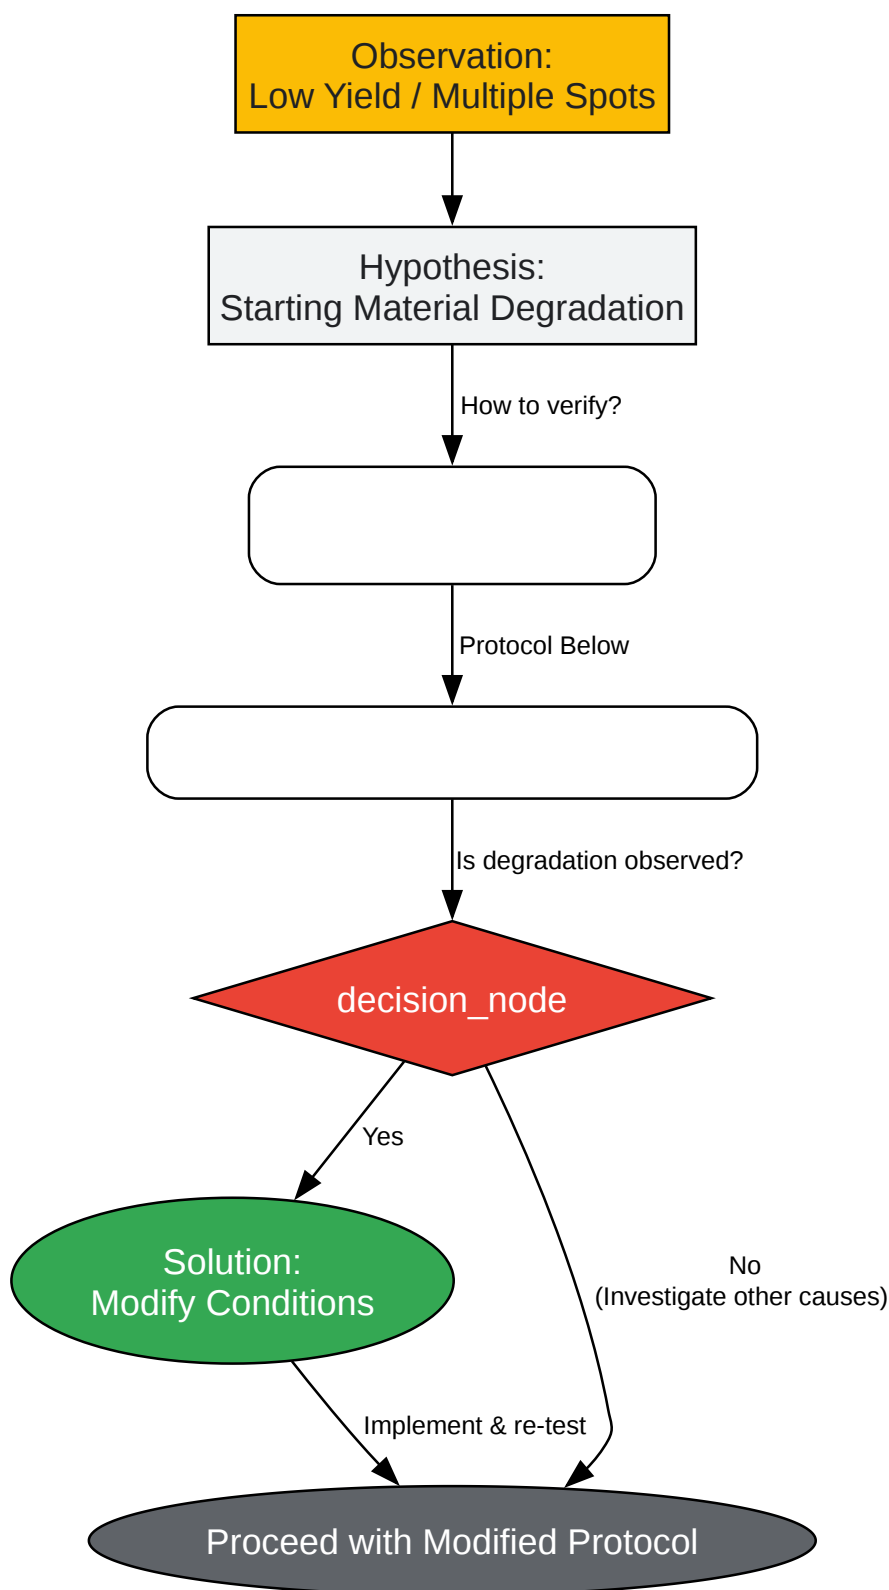 Observation:
Low Yield / Multiple Spots
Hypothesis:
Starting Material Degradation
How to verify?
Protocol Below
Is degradation observed?
decision_node
Yes
Solution:
Modify Conditions
No
(Investigate other causes)
Implement & re-test
Proceed with Modified Protocol